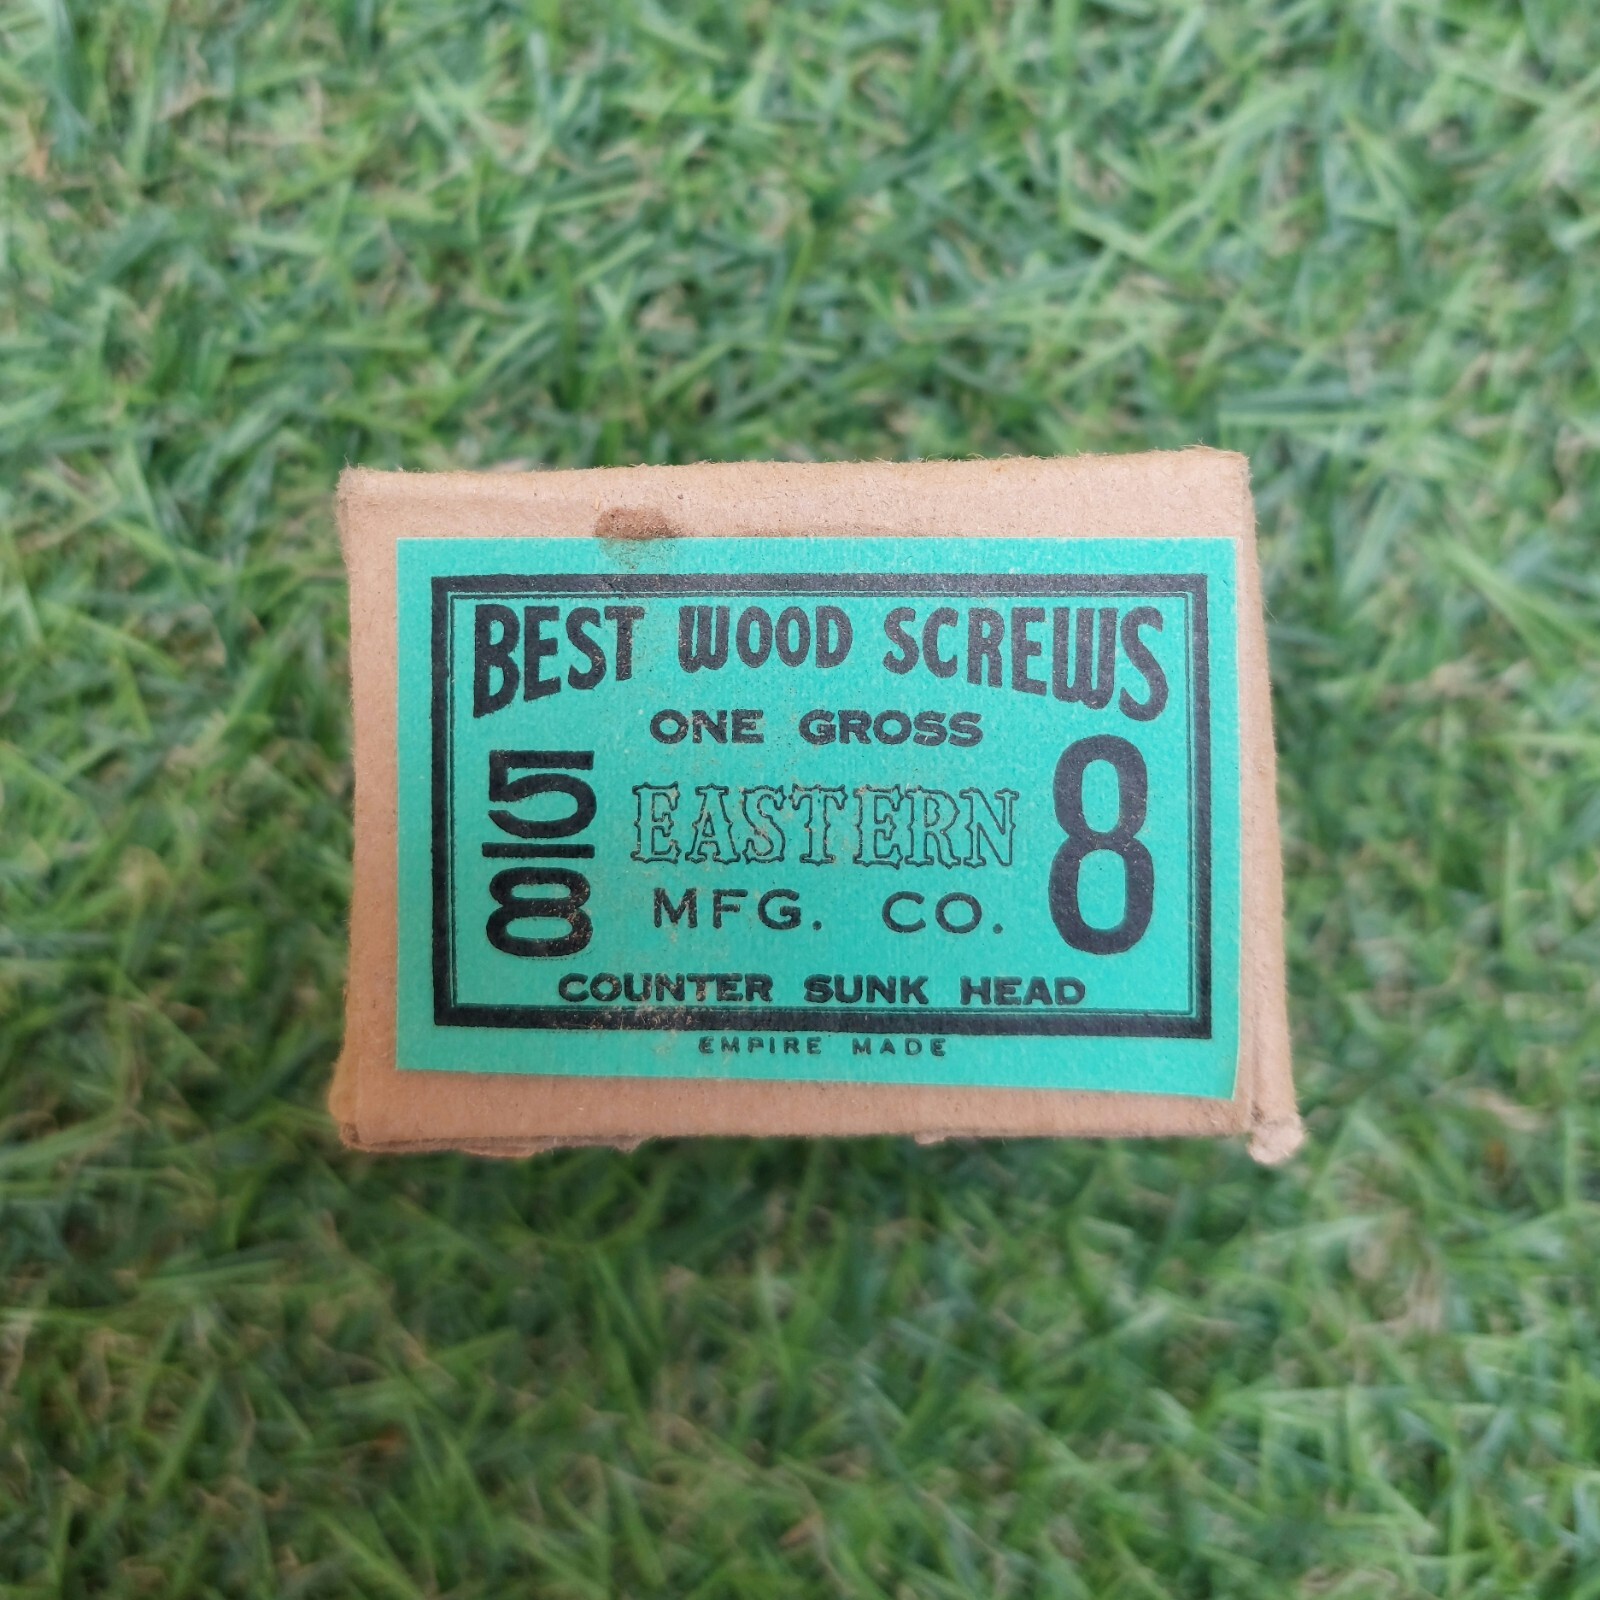 BEST WOOD SCREWS
ONE GROSS
5/8
EASTERN
8
MFG. CO.
COUNTER SUNK HEAD
EMPIRE MADE